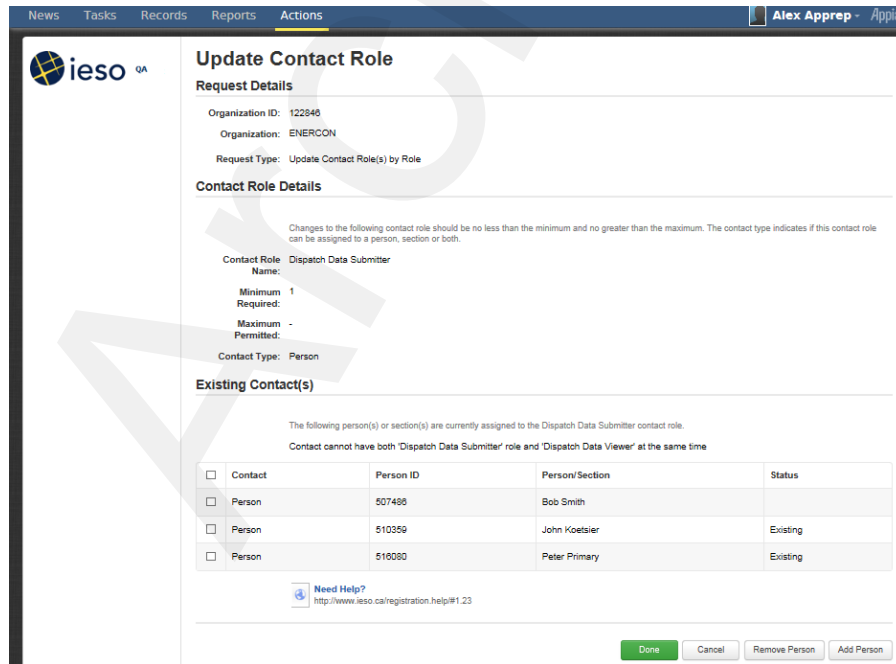 News Tasks Records Reports Actions
Alex Apprep
ieso QA
Update Contact Role
Request Details
Organization ID: 122846
Organization: ENERCON
Request Type: Update Contact Role(s) by Role
Contact Role Details
Changes to the following contact role should be no less than the minimum and no greater than the maximum. The contact type indicates if this contact role
can be assigned to a person, section or both.
Contact Role Dispatch Data Submitter
Name:
Minimum 1
Required:
Maximum -
Permitted:
Contact Type: Person
Existing Contact(s)
The following person(s) or section(s) are currently assigned to the Dispatch Data Submitter contact role.
Contact cannot have both 'Dispatch Data Submitter' role and 'Dispatch Data Viewer' at the same time
Contact Person ID Person/Section Status
Person 507486 Bob Smith
Person 510359 John Koetsier Existing
Person 516080 Peter Primary Existing
Need Help?
http://www.ieso.ca/registration.help/#1.23
Done Cancel Remove Person Add Person